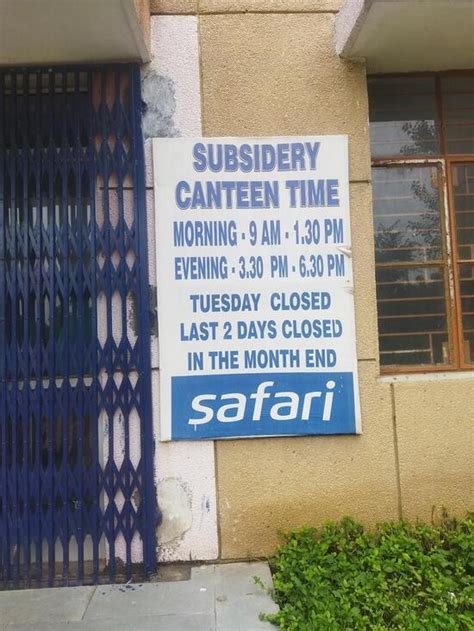 SUBSIDERY
CANTEEN TIME
MORNING - 9 AM - 1.30 PM
EVENING - 3.30 PM - 6.30 PM
TUESDAY CLOSED
LAST 2 DAYS CLOSED
IN THE MONTH END
şafari